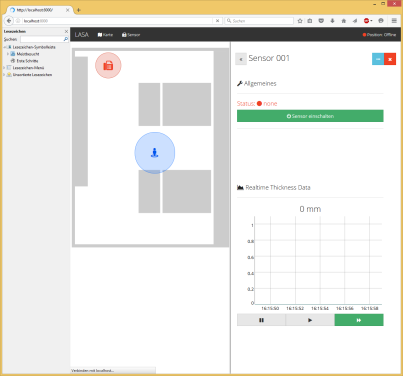 http://localhost:9000/
localhost:9000
Suchen
Lesezeichen
Suchen:
Lesezeichen-Symbolleiste
Meistbesucht
Erste Schritte
Lesezeichen-Menü
Unsortierte Lesezeichen
LASA
Karte
Sensor
Position: Offline
Sensor 001
Allgemeines
Status: none
Sensor einschalten
Realtime Thickness Data
0 mm
1
0.8
0.6
0.4
0.2
0
16:15:50 16:15:52 16:15:54 16:15:56 16:15:58
Verbinden mit localhost...